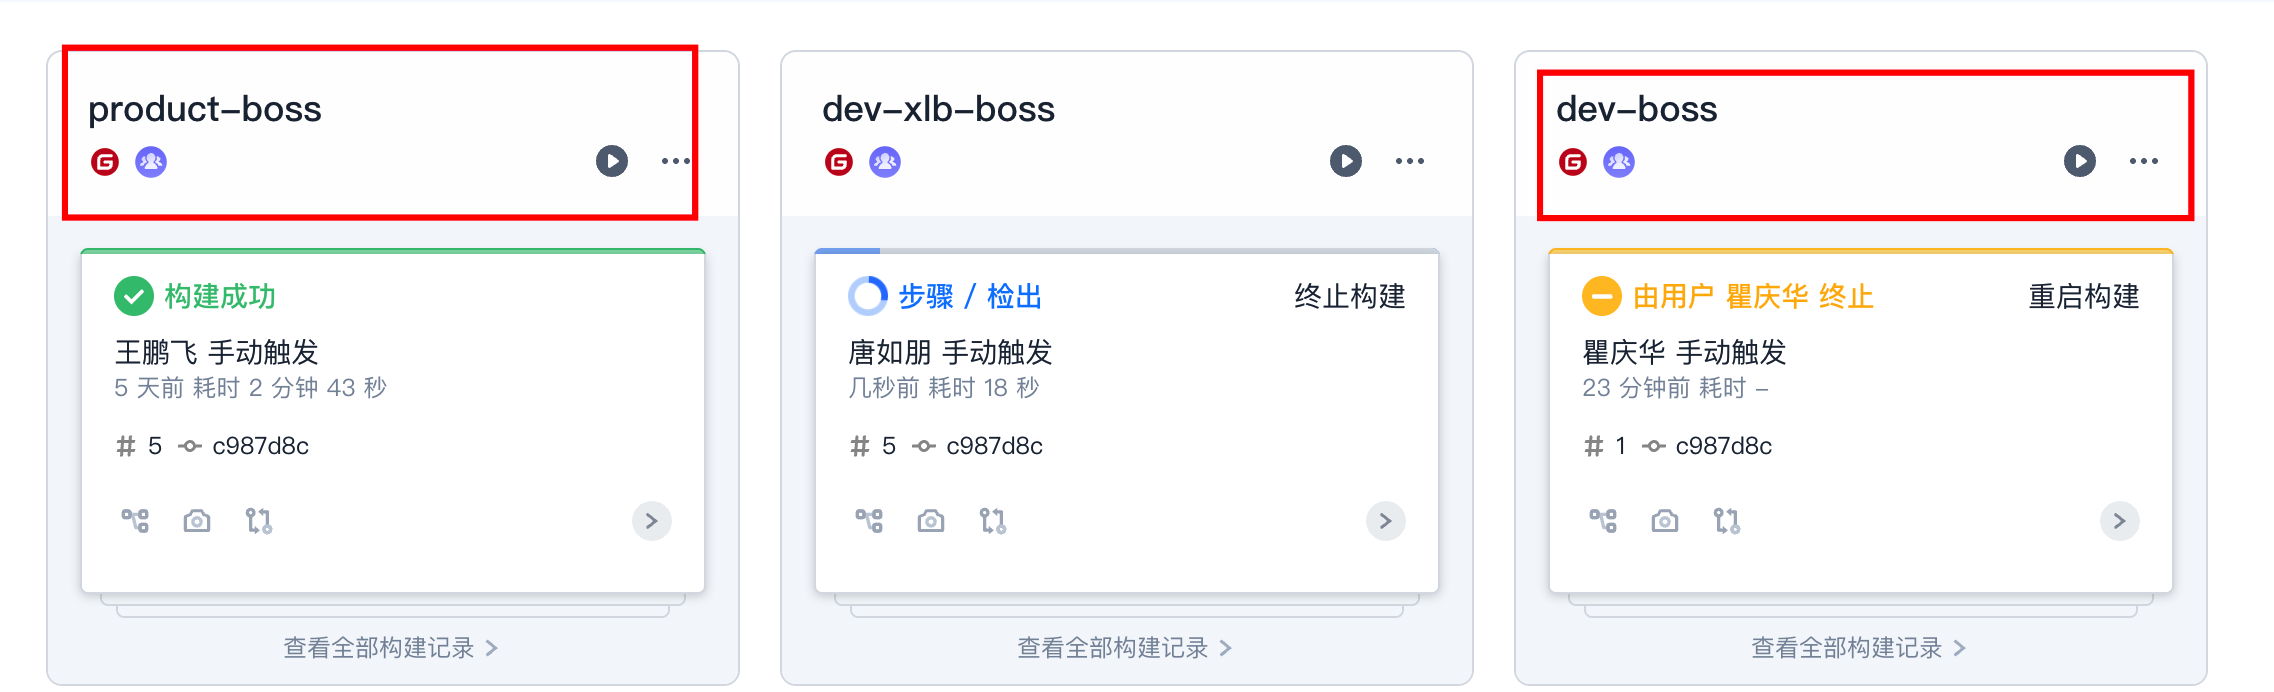 product-boss
构建成功
王鹏飞 手动触发
5 天前 耗时 2 分钟 43 秒
# 5 c987d8c
查看全部构建记录 >
dev-xlb-boss
步骤 / 检出 终止构建
唐如朋 手动触发
几秒前 耗时 18 秒
# 5 c987d8c
查看全部构建记录 >
dev-boss
由用户 瞿庆华 终止 重启构建
瞿庆华 手动触发
23 分钟前 耗时 -
# 1 c987d8c
查看全部构建记录 >